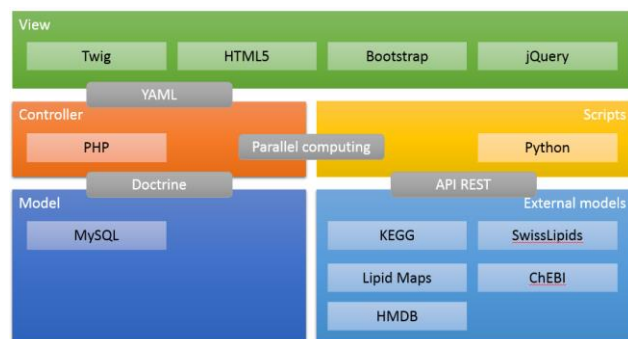 View
Twig HTML5 Bootstrap jQuery
YAML
Controller Scripts
PHP Parallel computing Python
Doctrine API REST
Model External models
MySQL KEGG SwissLipids
Lipid Maps ChEBI
HMDB